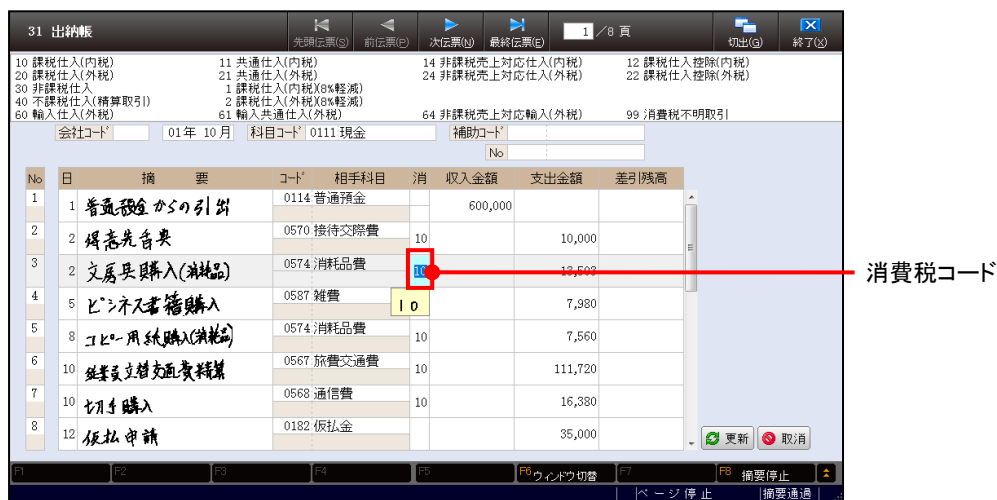 31 出納帳
先頭伝票(S) 前伝票(P) 次伝票(N) 最終伝票(E) 1 /8 頁 切出(G) 終了(X)
10 課税仕入(内税) 11 共通仕入(内税) 14 非課税売上対応仕入(内税) 12 課税仕入控除(内税)
20 課税仕入(外税) 21 共通仕入(外税) 24 非課税売上対応仕入(外税) 22 課税仕入控除(外税)
30 非課税仕入 1 課税仕入(内税)(8%軽減)
40 不課税仕入(精算取引) 2 課税仕入(外税)(8%軽減)
60 輸入仕入(外税) 61 輸入共通仕入(外税) 64 非課税売上対応輸入(外税) 99 消費税不明取引
会社コード 01年 10月 科目コード 0111 現金 補助コード
No
No 日 摘 要 コード 相手科目 消 収入金額 支出金額 差引残高
1 1 普通預金からの引出 0114 普通預金 600,000
2 2 得意先香典 0570 接待交際費 10 10,000
3 2 文房具購入(消耗品) 0574 消耗品費 10
4 5 ビジネス書籍購入 0587 雑費 10 7,980
5 8 コピー用紙購入(消耗品) 0574 消耗品費 10 7,560
6 10 従業員立替交通費精算 0567 旅費交通費 10 111,720
7 10 切手購入 0568 通信費 10 16,380
8 12 仮払申請 0182 仮払金 35,000
消費税コード
更新 取消
F1 F2 F3 F4 F5 F6 ウィンドウ切替 F7 F8 摘要停止
ページ停止 摘要通過